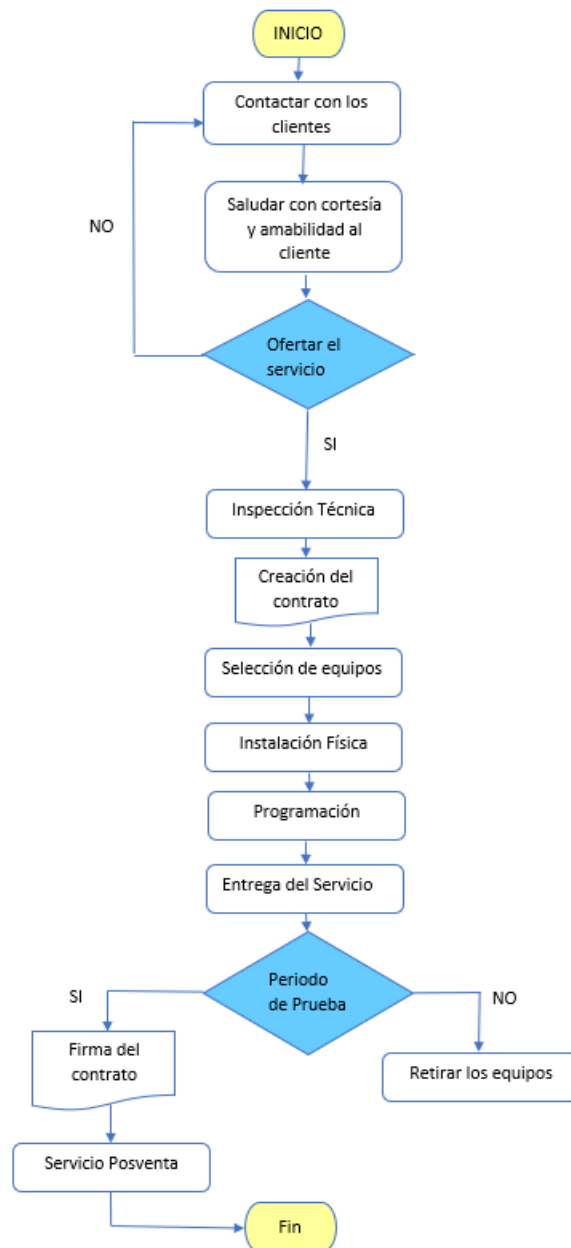 INICIO
Contactar con los
clientes
Saludar con cortesía
y amabilidad al
cliente
NO
Ofertar el
servicio
SI
Inspección Técnica
Creación del
contrato
Selección de equipos
Instalación Física
Programación
Entrega del Servicio
Periodo
de Prueba
SI
NO
Firma del
contrato
Retirar los equipos
Servicio Posventa
Fin